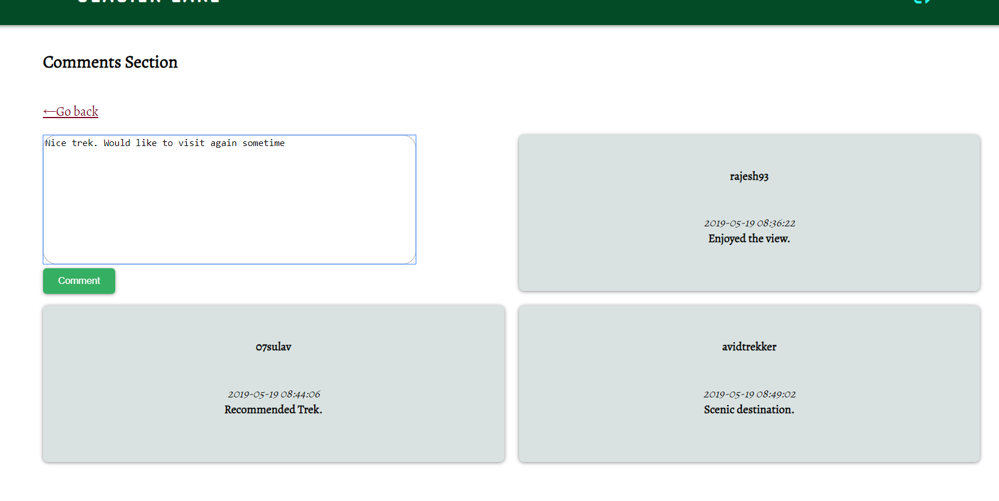 Comments Section
←Go back
Nice trek. Would like to visit again sometime
Comment
rajesh93
2019-05-19 08:36:22
Enjoyed the view.
07sulav
2019-05-19 08:44:06
Recommended Trek.
avidtrekker
2019-05-19 08:49:02
Scenic destination.